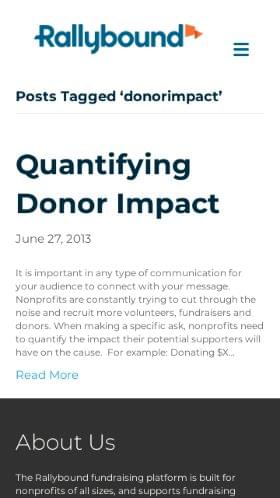 Rallybound
Posts Tagged ‘donorimpact’
Quantifying
Donor Impact
June 27, 2013
It is important in any type of communication for
your audience to connect with your message.
Nonprofits are constantly trying to cut through the
noise and recruit more volunteers, fundraisers and
donors. When making a specific ask, nonprofits need
to quantify the impact their potential supporters will
have on the cause.  For example: Donating $X...
Read More
About Us
The Rallybound fundraising platform is built for
nonprofits of all sizes, and supports fundraising